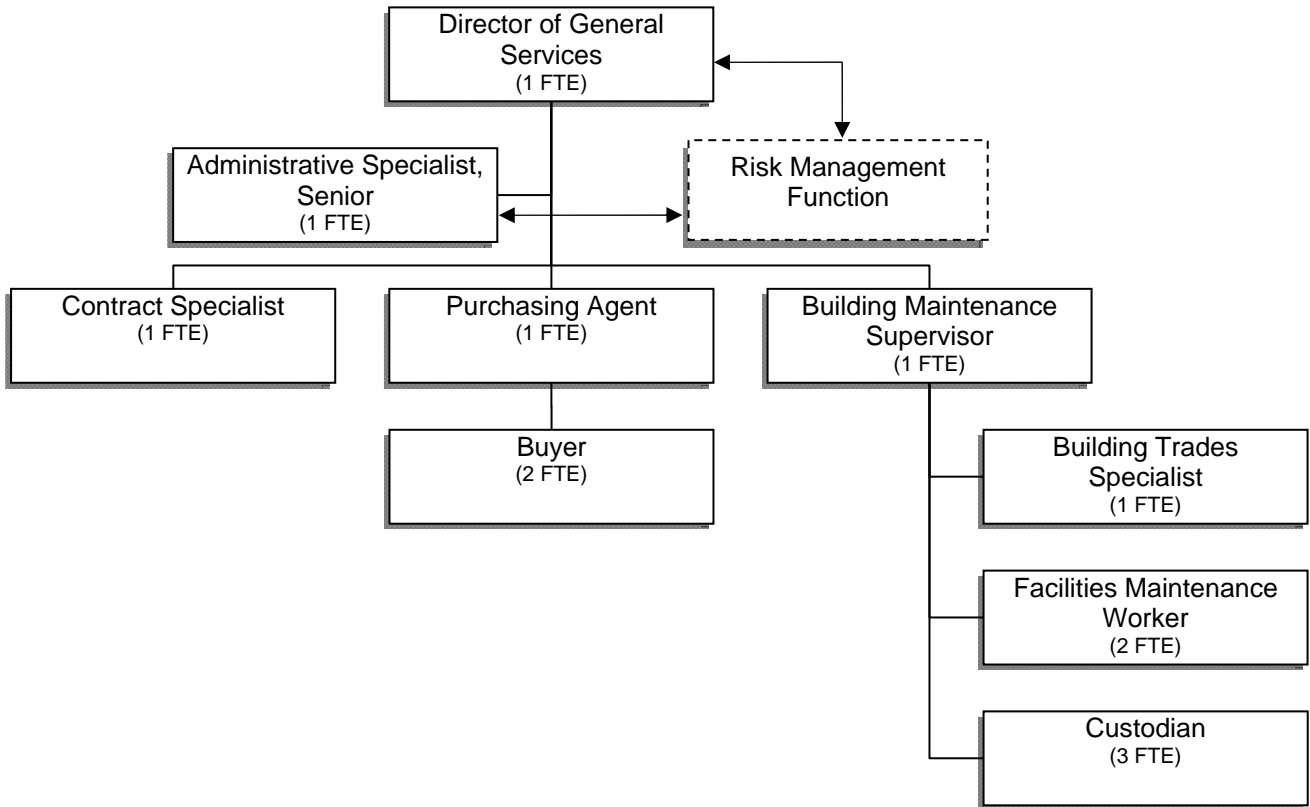 Director of General
Services
(1 FTE)
Administrative Specialist,
Senior
(1 FTE)
Risk Management
Function
Contract Specialist
(1 FTE)
Purchasing Agent
(1 FTE)
Building Maintenance
Supervisor
(1 FTE)
Buyer
(2 FTE)
Building Trades
Specialist
(1 FTE)
Facilities Maintenance
Worker
(2 FTE)
Custodian
(3 FTE)